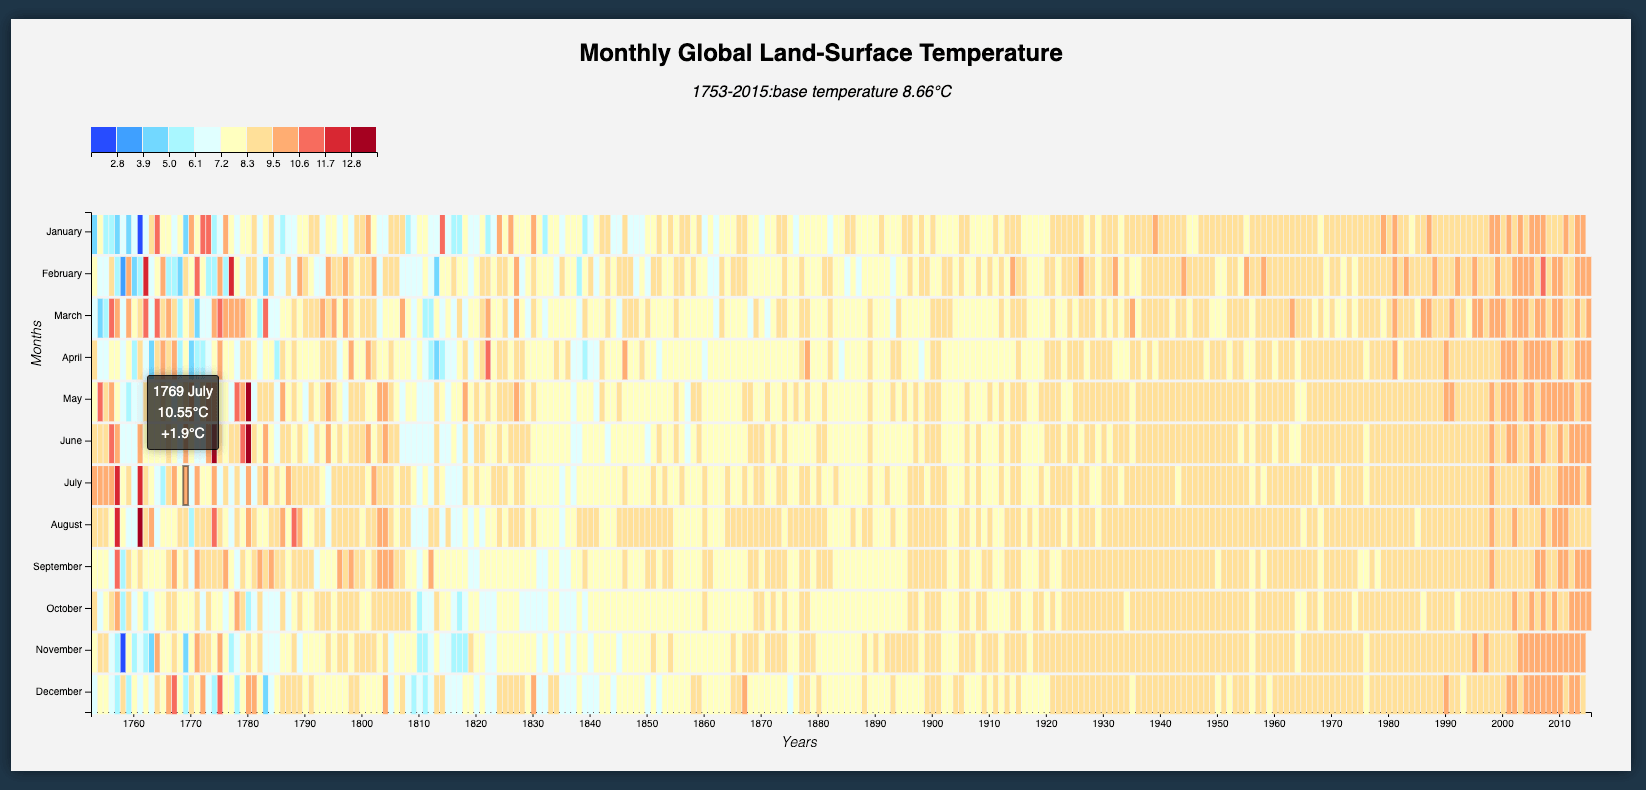 Monthly Global Land-Surface Temperature
1753-2015:base temperature 8.66°C
2.8 3.9 5.0 6.1 7.2 8.3 9.5 10.6 11.7 12.8
January
February
March
April
May
June
July
August
September
October
November
December
Months
1769 July
10.55°C
+1.9°C
1760 1770 1780 1790 1800 1810 1820 1830 1840 1850 1860 1870 1880 1890 1900 1910 1920 1930 1940 1950 1960 1970 1980 1990 2000 2010
Years